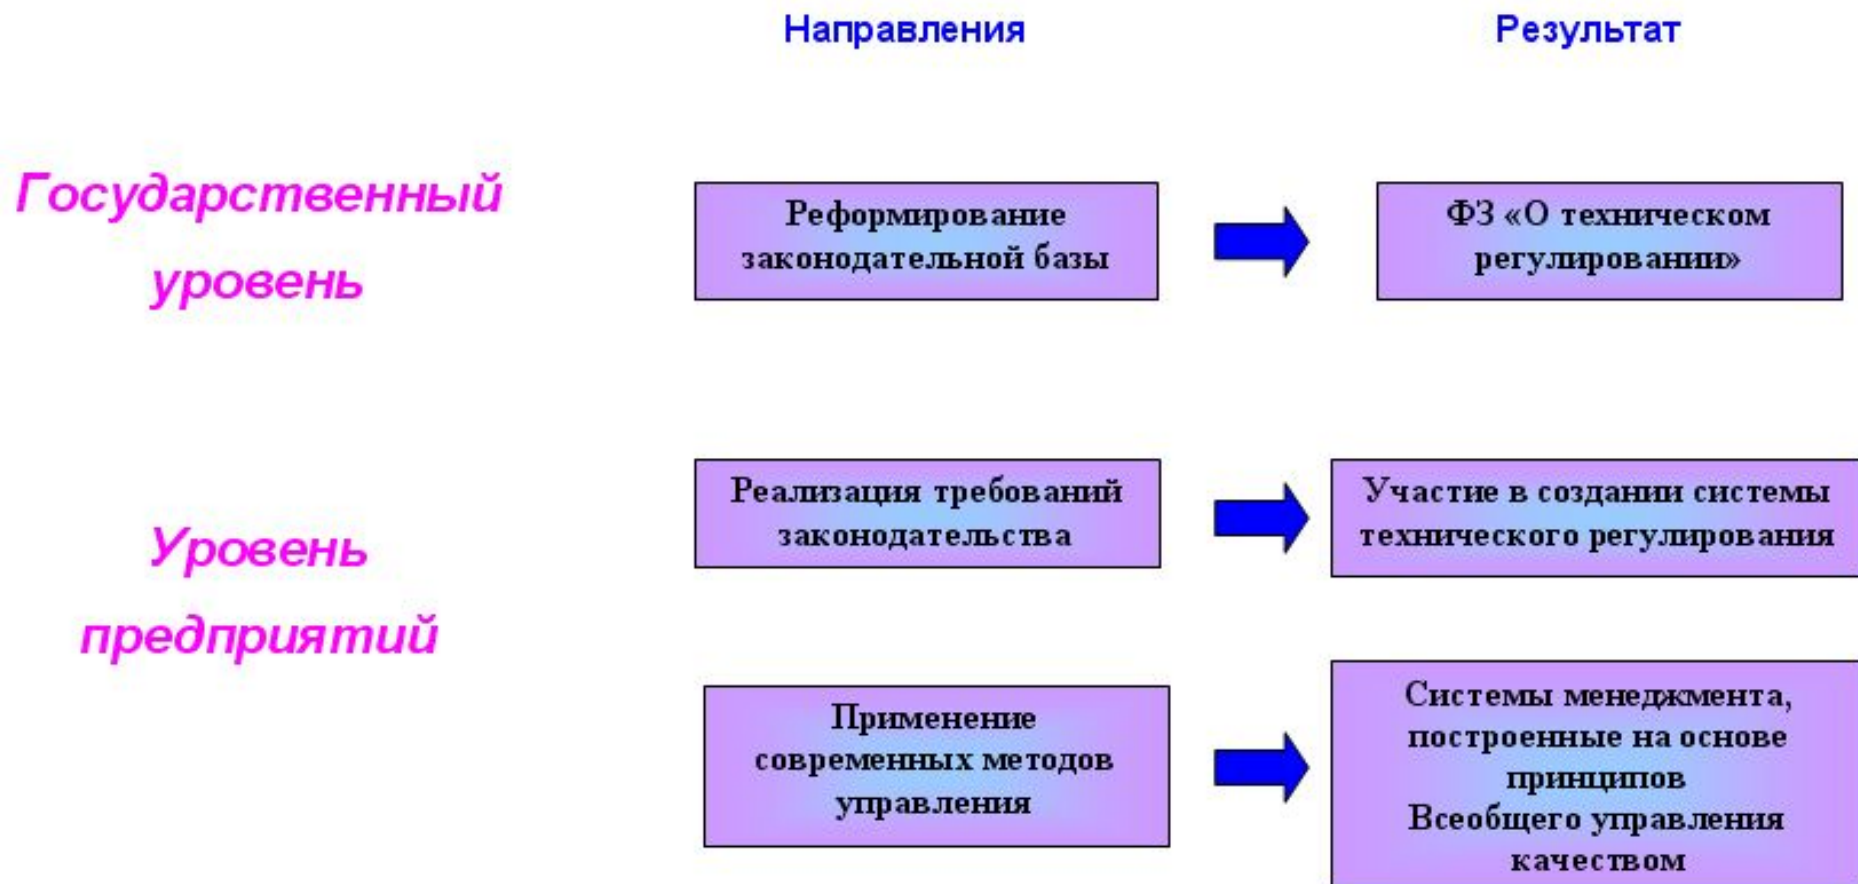 Направления
Результат
Государственный
уровень
Реформирование
законодательной базы
ФЗ «О техническом
регулировании»
Уровень
предприятий
Реализация требований
законодательства
Участие в создании системы
технического регулирования
Применение
современных методов
управления
Системы менеджмента,
построенные на основе
принципов
Всеобщего управления
качеством